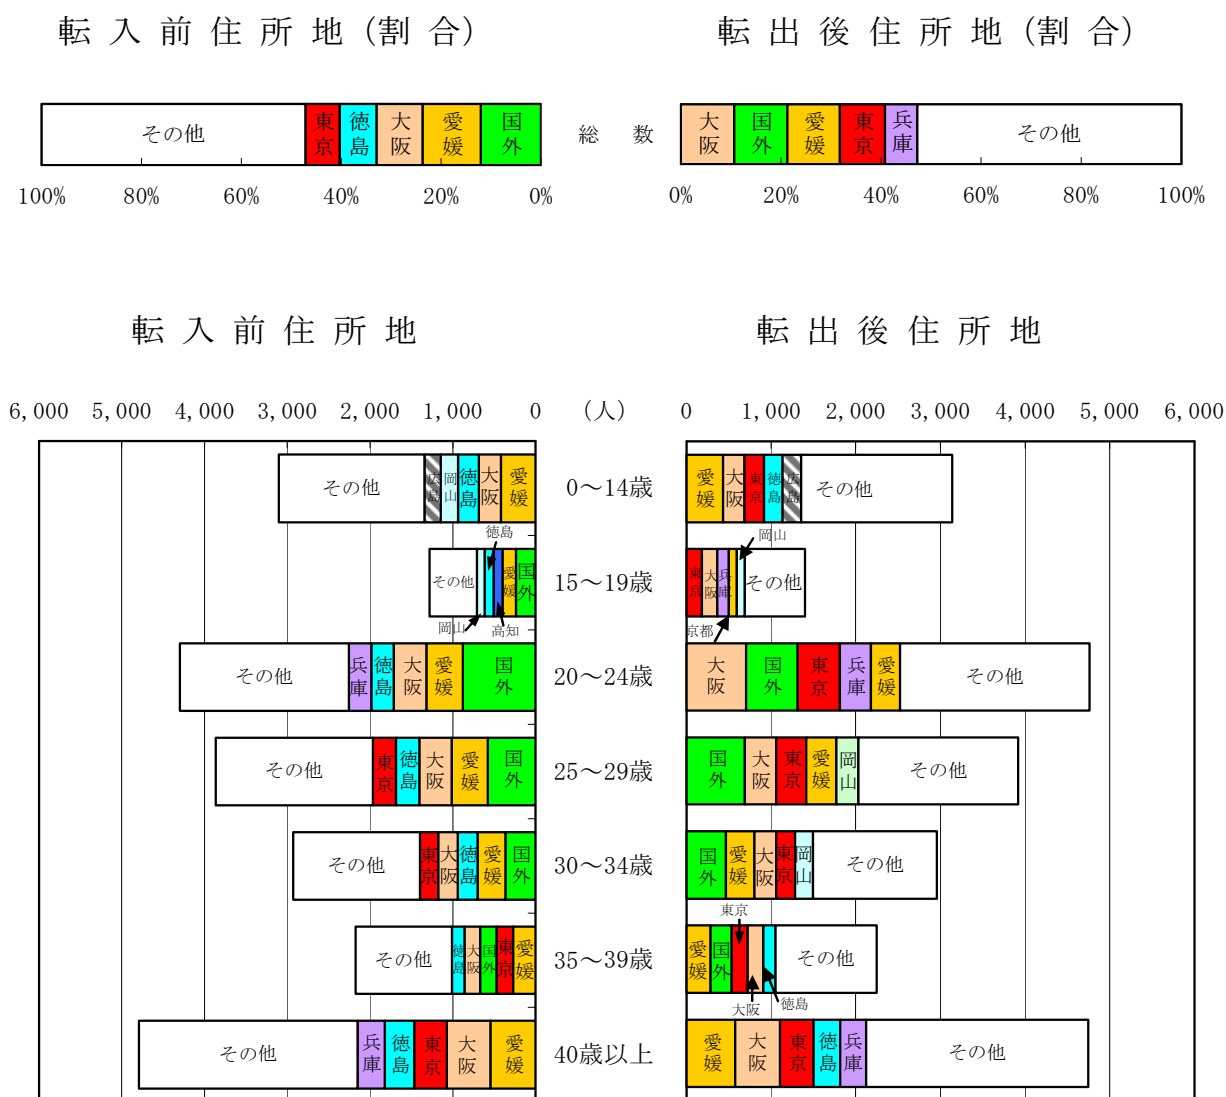 転入前住所地(割合)
転出後住所地(割合)
その他 東京 徳島 大阪 愛媛 国外
総数
大阪 国外 愛媛 東京 兵庫 その他
100% 80% 60% 40% 20% 0%
0% 20% 40% 60% 80% 100%
転入前住所地
転出後住所地
6,000 5,000 4,000 3,000 2,000 1,000 0
(人)
0 1,000 2,000 3,000 4,000 5,000 6,000
その他 広島 岡山 徳島 大阪 愛媛
0～14歳
愛媛 大阪 東京 徳島 広島 その他
徳島
岡山
その他 愛媛 国外
15～19歳
東京 大阪 兵庫 その他
岡山 高知
京都
その他 兵庫 徳島 大阪 愛媛 国外
20～24歳
大阪 国外 東京 兵庫 愛媛 その他
その他 東京 徳島 大阪 愛媛 国外
25～29歳
国外 大阪 東京 愛媛 岡山 その他
その他 東京 大阪 徳島 愛媛 国外
30～34歳
国外 愛媛 大阪 東京 岡山 その他
東京
その他 徳島 大阪 国外 東京 愛媛
35～39歳
愛媛 国外 その他
大阪 徳島
その他 兵庫 徳島 東京 大阪 愛媛
40歳以上
愛媛 大阪 東京 徳島 兵庫 その他